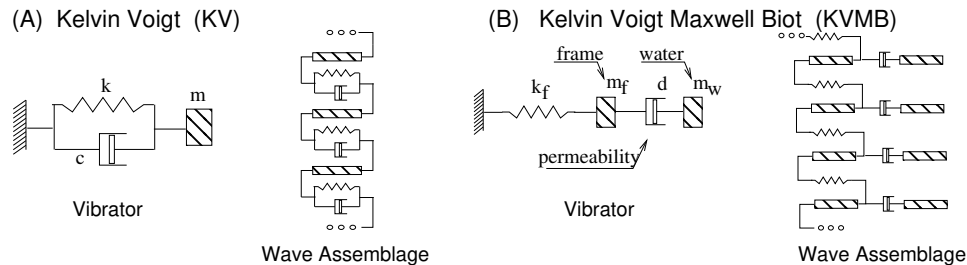 (A) Kelvin Voigt (KV)
k
m
c
Vibrator
Wave Assemblage
(B) Kelvin Voigt Maxwell Biot (KVMB)
frame
water
k_f
m_f
d
m_w
permeability
Vibrator
Wave Assemblage